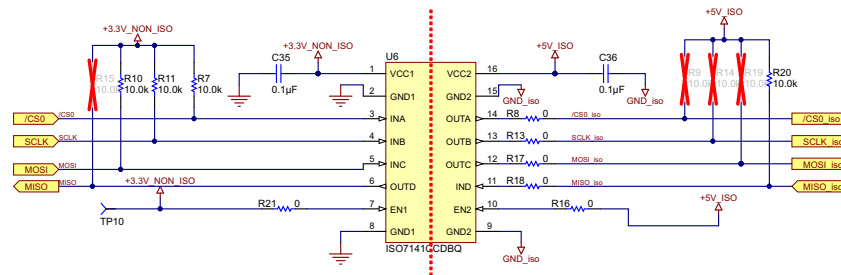 +3.3V_NON_ISO
R15
10.0k
R10
10.0k
R11
10.0k
R7
10.0k
C35
0.1µF
+3.3V_NON_ISO
U6
1
VCC1
2
GND1
3
INA
4
INB
5
INC
6
OUTD
7
EN1
8
GND1
ISO7141CCDBQ
VCC2
16
GND2
15
OUTA
14
OUTB
13
OUTC
12
IND
11
EN2
10
GND2
9
+5V_ISO
C36
0.1µF
GND_iso
GND_iso
+5V_ISO
R9
10.0k
R14
10.0k
R19
10.0k
R20
10.0k
/CS0
/CS0
SCLK
SCLK
MOSI
MOSI
MISO
MISO
+3.3V_NON_ISO
TP10
R21
0
R8
0
/CS0_iso
/CS0_iso
R13
0
SCLK_iso
SCLK_iso
R17
0
MOSI_iso
MOSI_iso
R18
0
MISO_iso
MISO_iso
R16
0
+5V_ISO
GND_iso